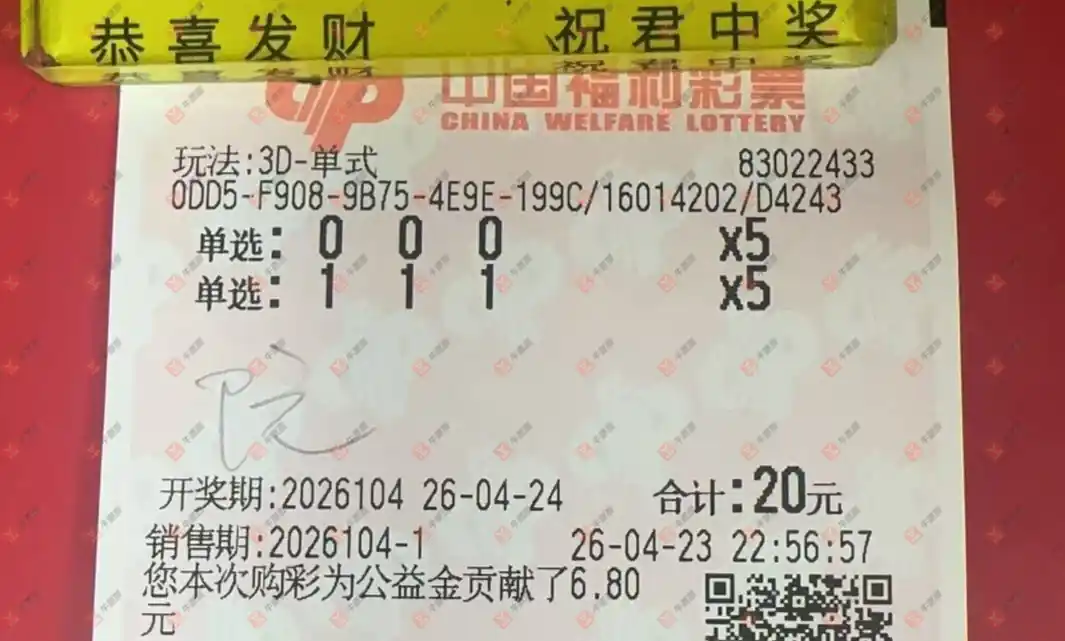 恭喜发财 祝君中奖
中国福利彩票
CHINA WELFARE LOTTERY
玩法:3D-单式 83022433
0DD5-F908-9B75-4E9E-199C/16014202/D4243
单选: 0 0 0 x5
单选: 1 1 1 x5
院
开奖期:2026104 26-04-24 合计:20元
销售期:2026104-1 26-04-23 22:56:57
您本次购彩为公益金贡献了6.80
元